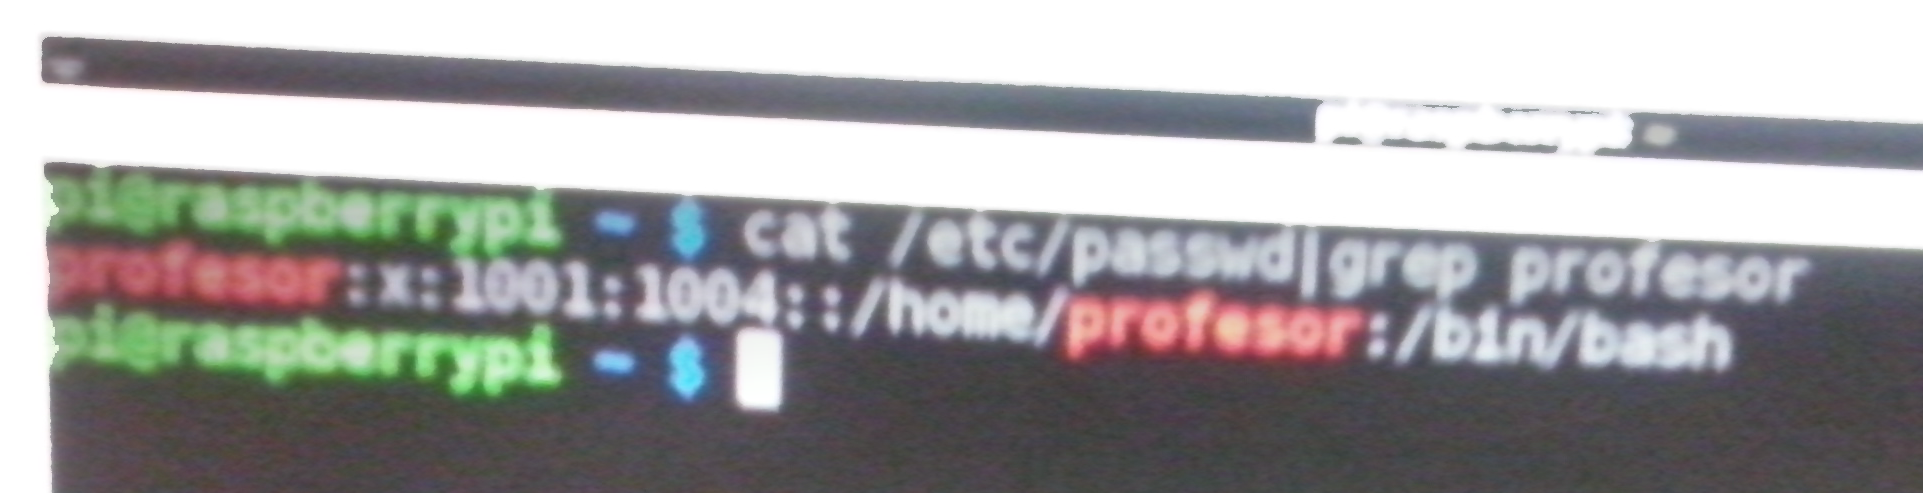 pi@raspberrypi ~ $ cat /etc/passwd|grep profesor
profesor:x:1001:1004::/home/profesor:/bin/bash
pi@raspberrypi ~ $